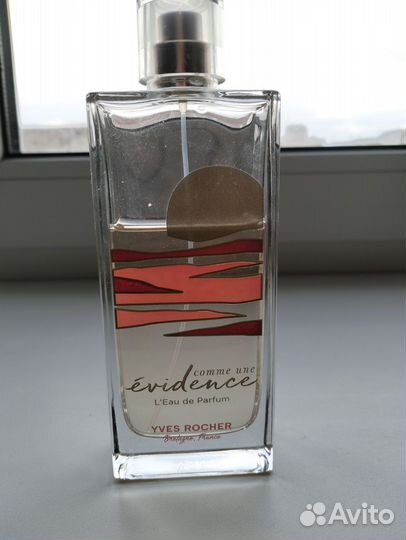 comme une
évidence
L'Eau de Parfum
YVES ROCHER
Bretagne, France
Avito